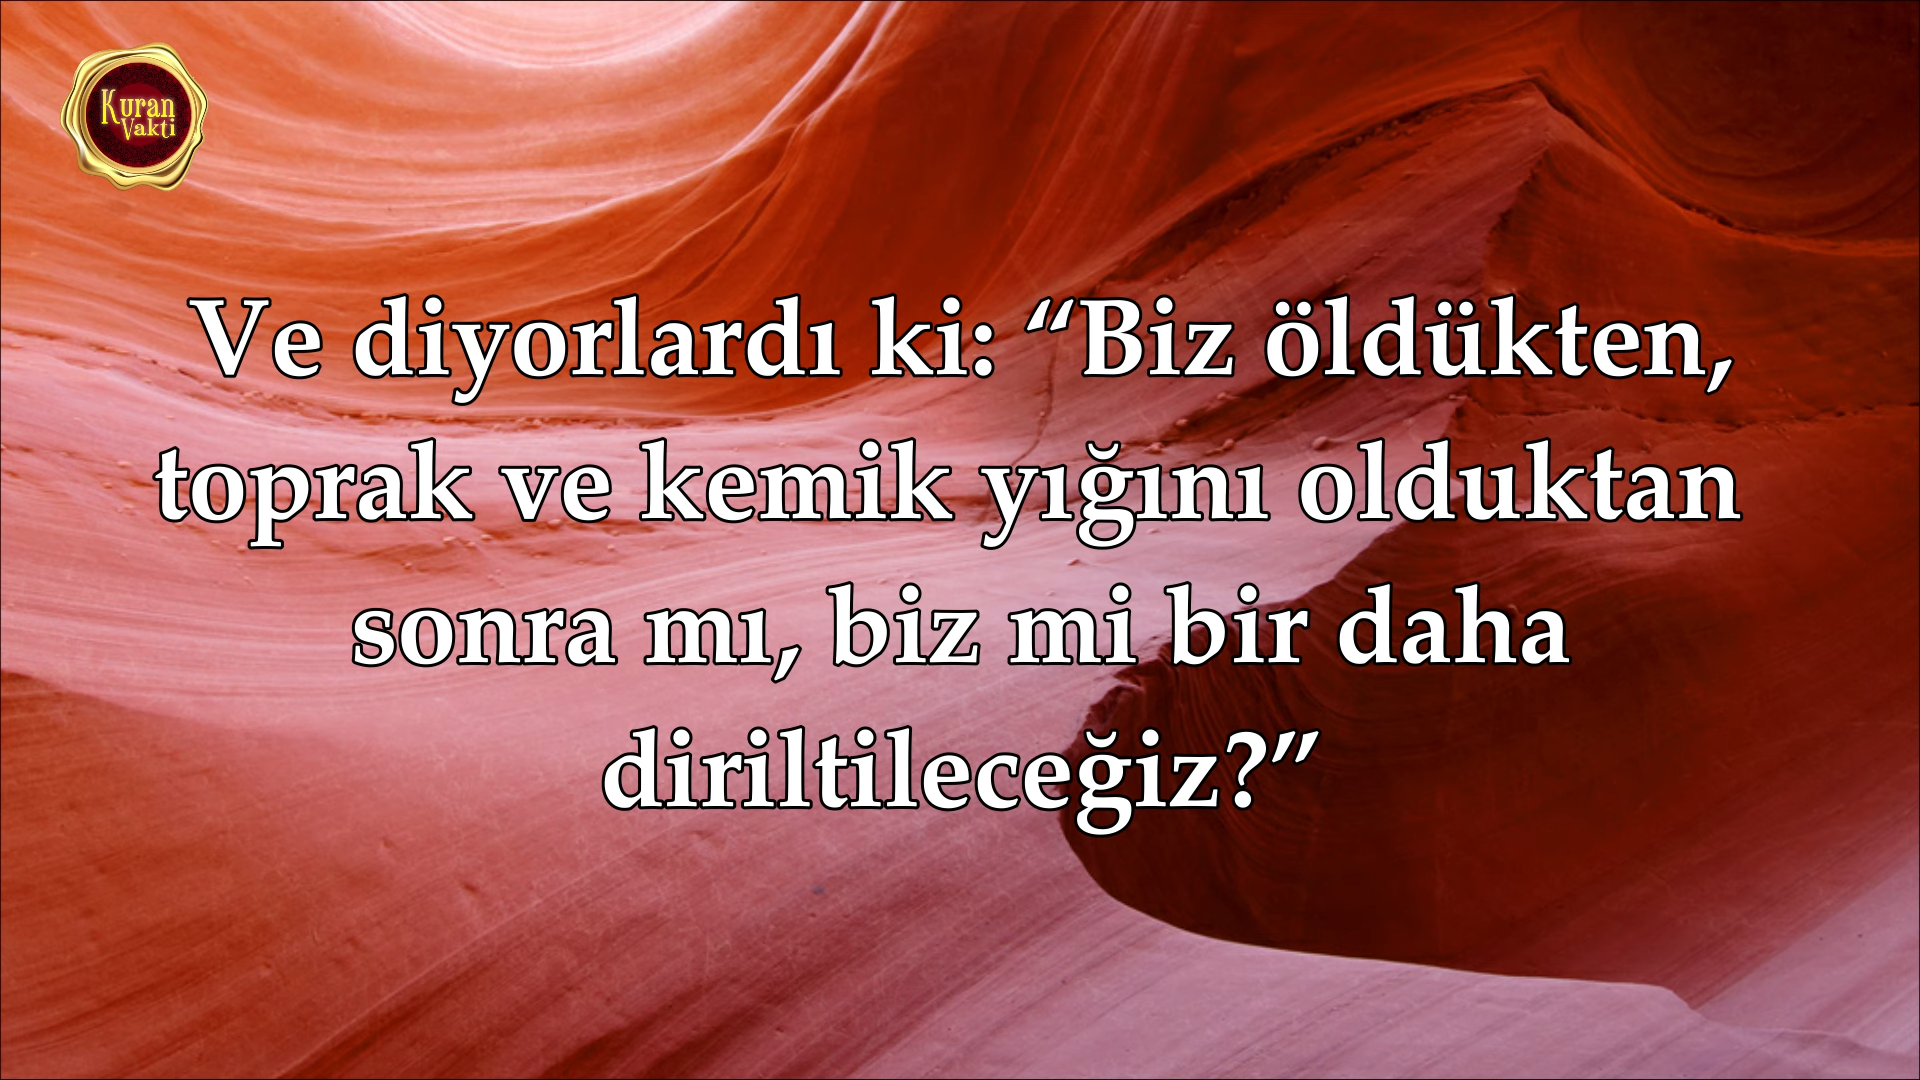 Kuran
Vakti
Ve diyorlardı ki: “Biz öldükten,
toprak ve kemik yığını olduktan
sonra mı, biz mi bir daha
diriltileceğiz?”